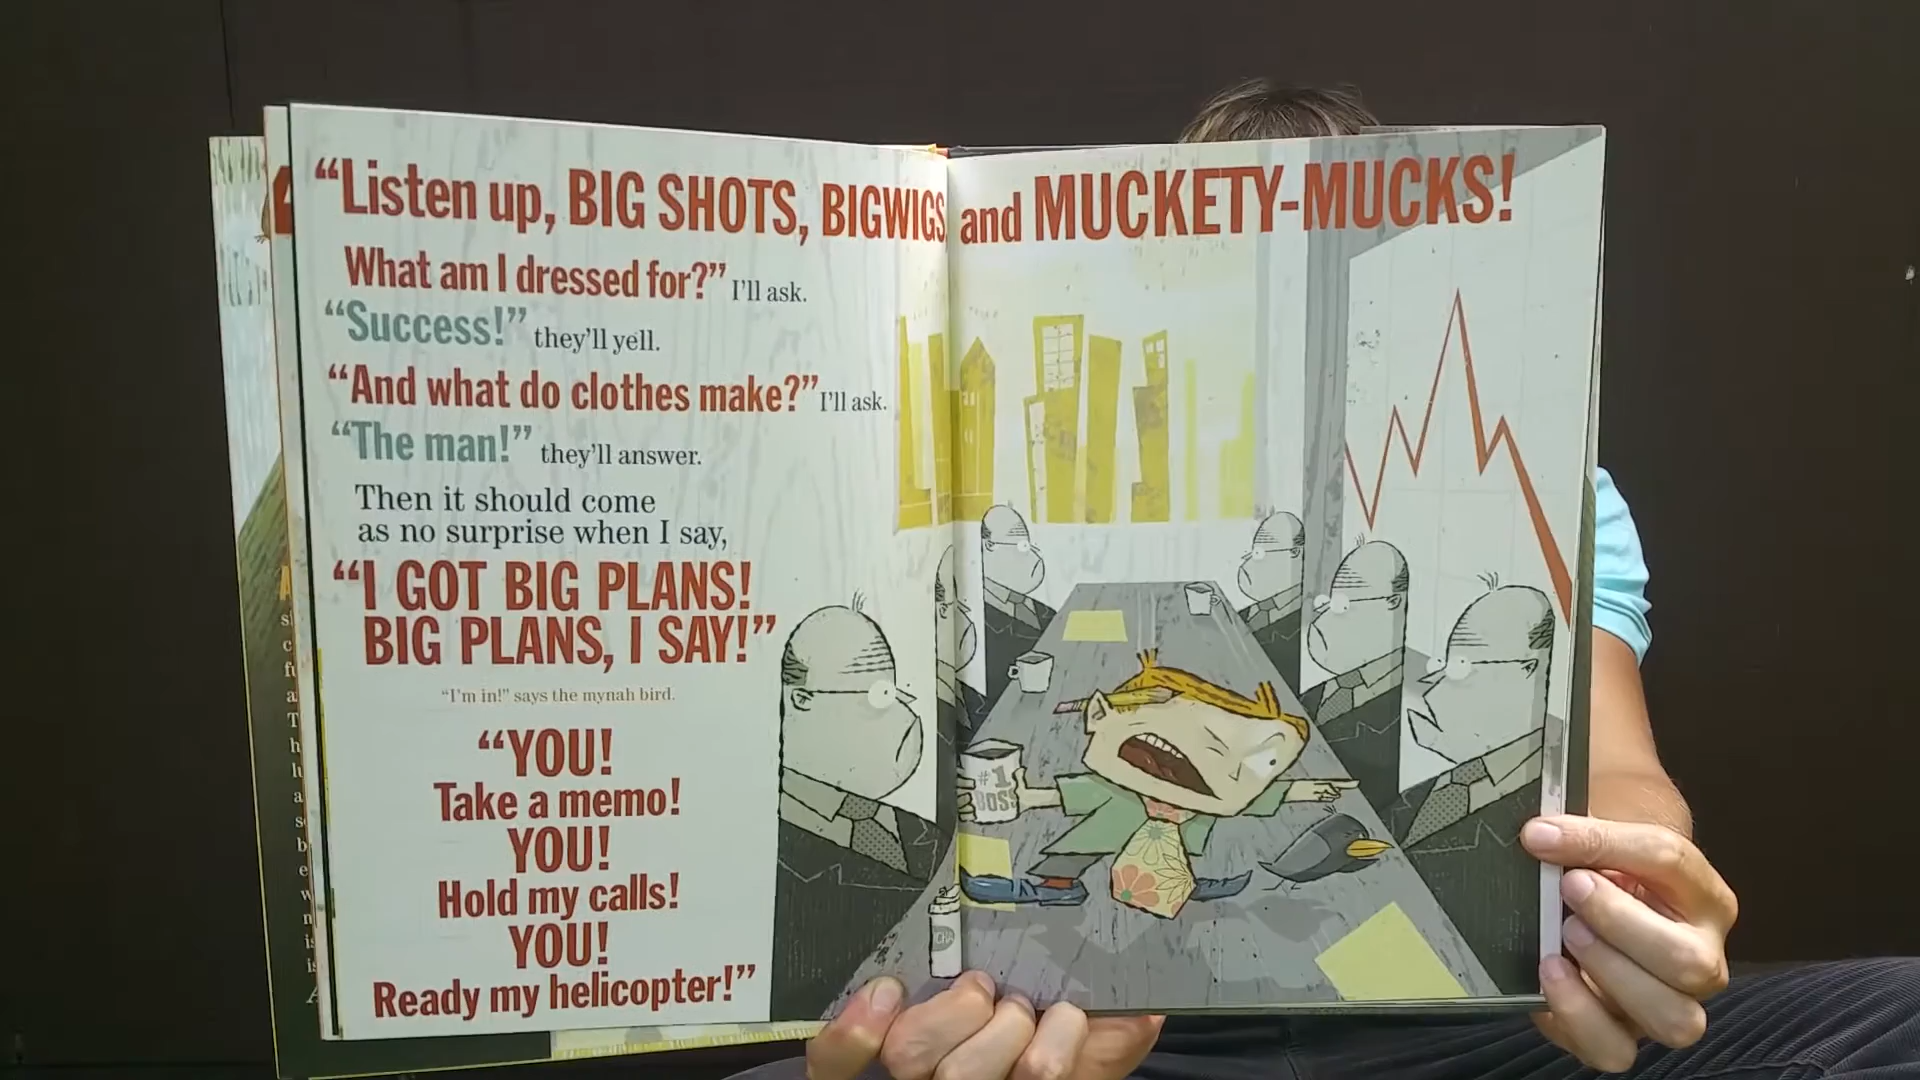 “Listen up, BIG SHOTS, BIGWIGS and MUCKETY-MUCKS!
What am I dressed for?” I’ll ask.
“Success!” they’ll yell.
“And what do clothes make?” I’ll ask.
“The man!” they’ll answer.
Then it should come
as no surprise when I say,
“I GOT BIG PLANS!
BIG PLANS, I SAY!”
“I’m in!” says the mynah bird.
“YOU!
Take a memo!
YOU!
Hold my calls!
YOU!
Ready my helicopter!”
#1
BOSS